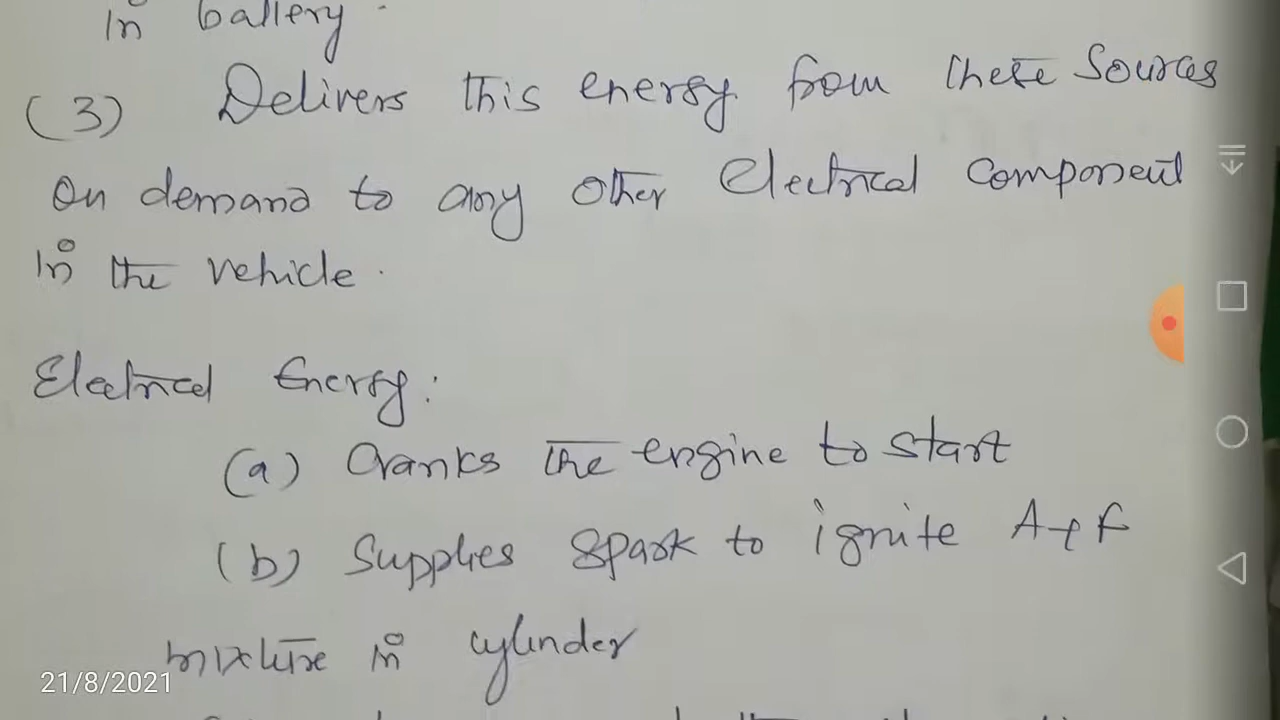 in battery.
(3) Delivers this energy from these Sources
on demand to any other Electrical component
in the vehicle.
Electrical Energy:
(a) Cranks the engine to start
(b) Supplies spark to ignite A+F
mixture in cylinder
21/8/2021